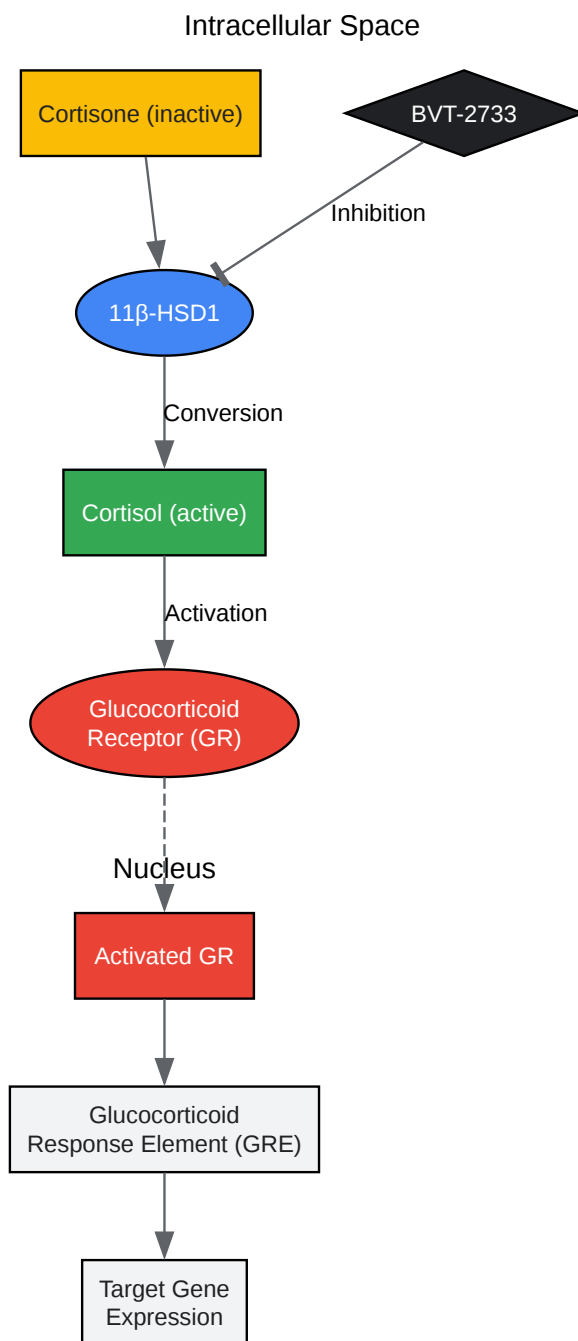 Intracellular Space
Cortisone (inactive)
BVT-2733
Inhibition
11β-HSD1
Conversion
Cortisol (active)
Activation
Glucocorticoid
Receptor (GR)
Nucleus
Activated GR
Glucocorticoid
Response Element (GRE)
Target Gene
Expression